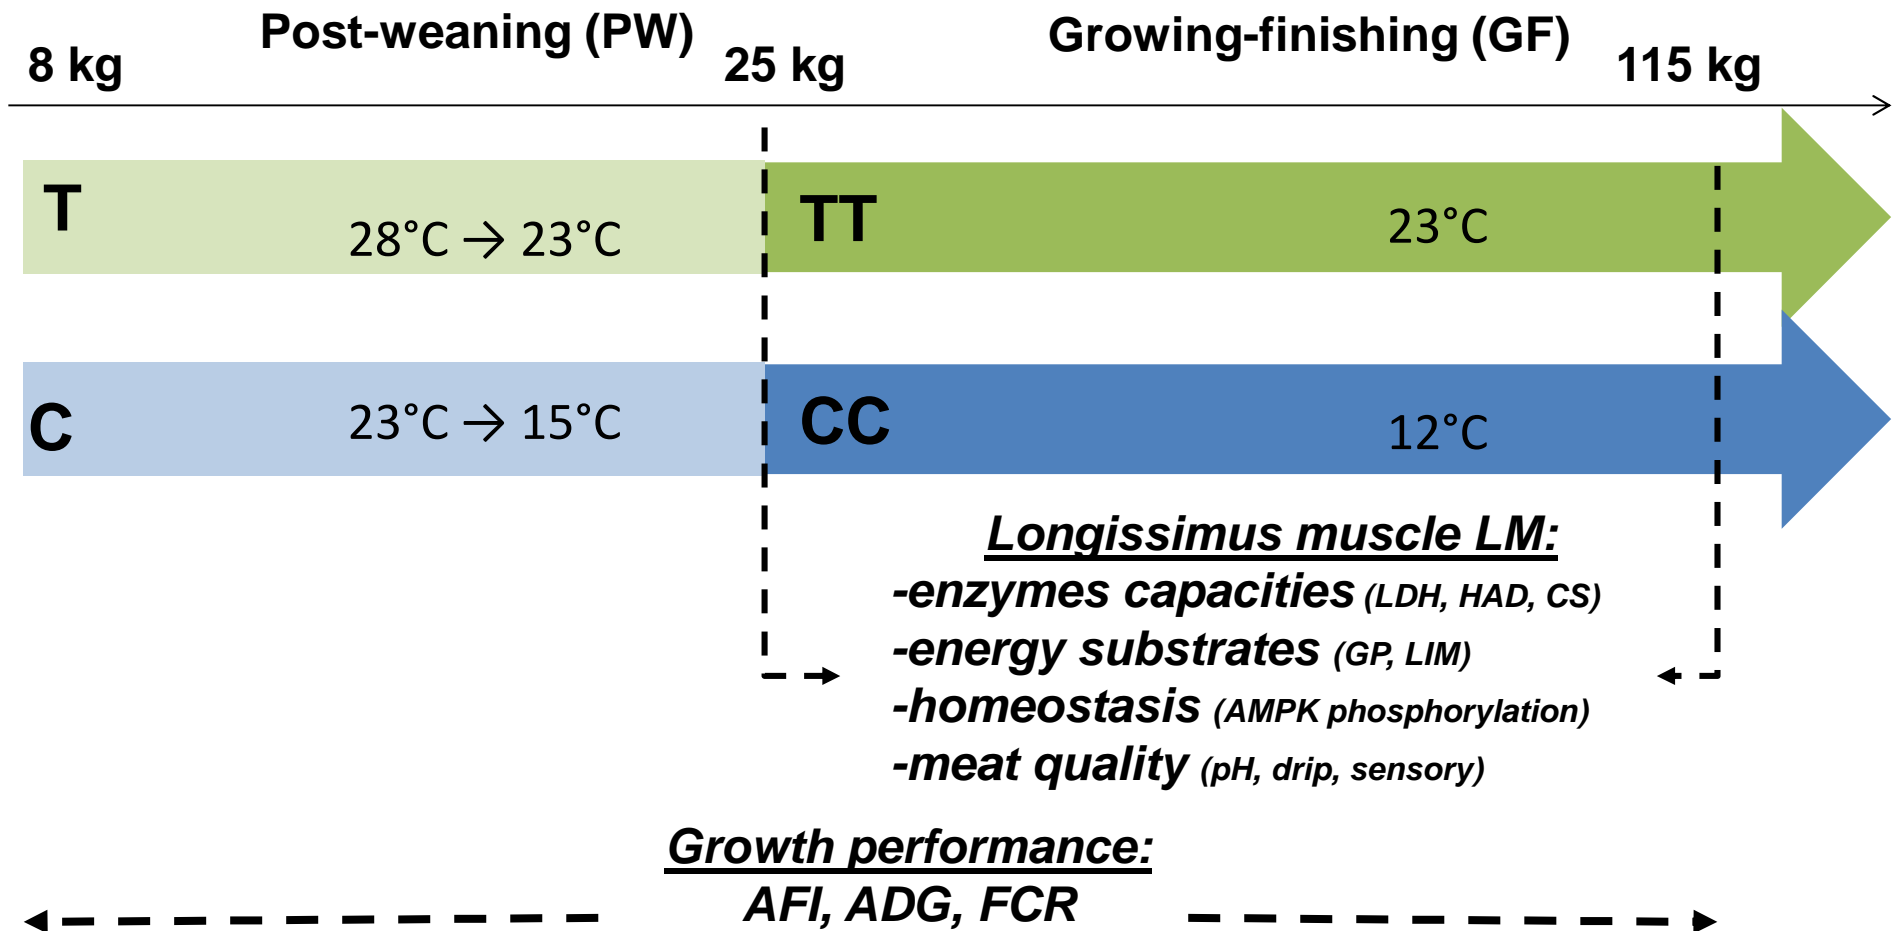 Post-weaning (PW)
Growing-finishing (GF)
8 kg
25 kg
115 kg
T
28°C → 23°C
TT
23°C
C
23°C → 15°C
CC
12°C
Longissimus muscle LM:
-enzymes capacities (LDH, HAD, CS)
-energy substrates (GP, LIM)
-homeostasis (AMPK phosphorylation)
-meat quality (pH, drip, sensory)
Growth performance:
AFI, ADG, FCR